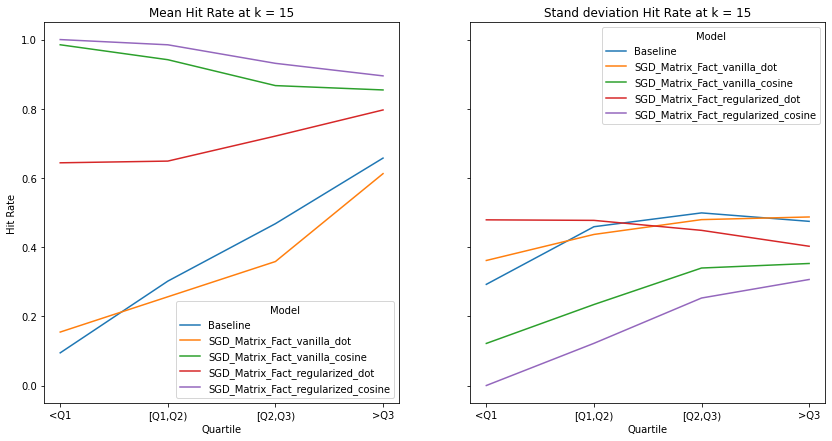 Mean Hit Rate at k = 15
Hit Rate
1.0
0.8
0.6
0.4
0.2
0.0
<Q1
[Q1,Q2)
[Q2,Q3)
>Q3
Quartile
Model
Baseline
SGD_Matrix_Fact_vanilla_dot
SGD_Matrix_Fact_vanilla_cosine
SGD_Matrix_Fact_regularized_dot
SGD_Matrix_Fact_regularized_cosine
Stand deviation Hit Rate at k = 15
Model
Baseline
SGD_Matrix_Fact_vanilla_dot
SGD_Matrix_Fact_vanilla_cosine
SGD_Matrix_Fact_regularized_dot
SGD_Matrix_Fact_regularized_cosine
<Q1
[Q1,Q2)
[Q2,Q3)
>Q3
Quartile